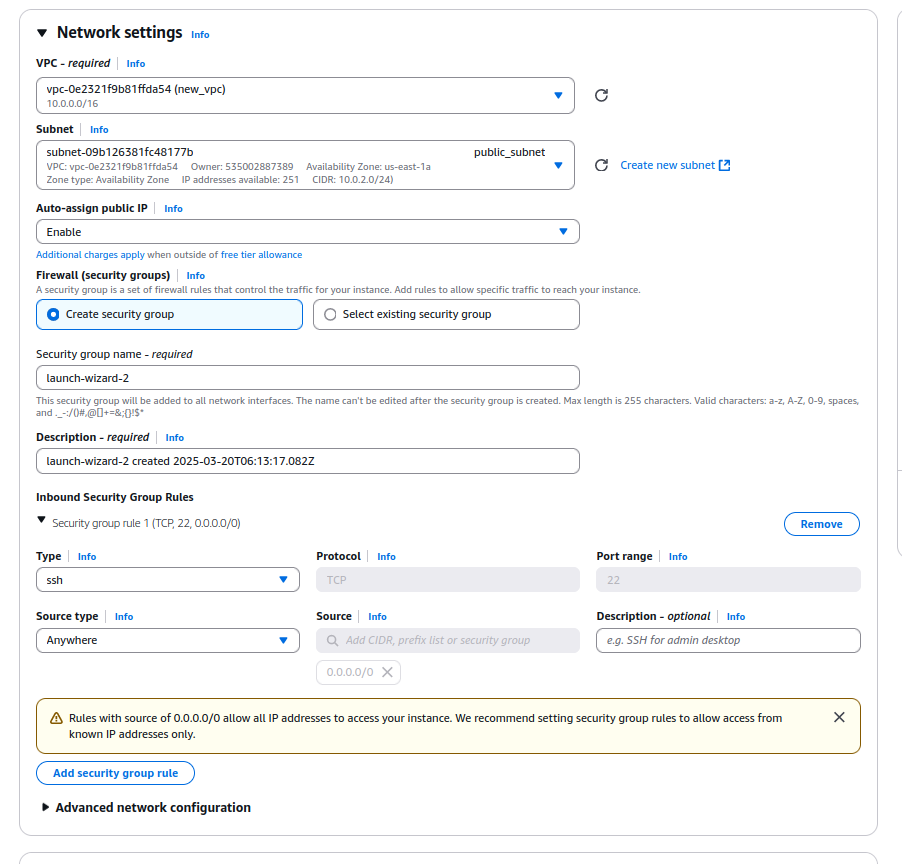 Network settings Info
VPC - required Info
vpc-0e2321f9b81ffda54 (new_vpc)
10.0.0.0/16
Subnet Info
subnet-09b126381fc48177b public_subnet
VPC: vpc-0e2321f9b81ffda54 Owner: 535002887389 Availability Zone: us-east-1a
Zone type: Availability Zone IP addresses available: 251 CIDR: 10.0.2.0/24)
Create new subnet
Auto-assign public IP Info
Enable
Additional charges apply when outside of free tier allowance
Firewall (security groups) Info
A security group is a set of firewall rules that control the traffic for your instance. Add rules to allow specific traffic to reach your instance.
Create security group Select existing security group
Security group name - required
launch-wizard-2
This security group will be added to all network interfaces. The name can't be edited after the security group is created. Max length is 255 characters. Valid characters: a-z, A-Z, 0-9, spaces,
and ._-:/()#,@[]+=&;{}!$*
Description - required Info
launch-wizard-2 created 2025-03-20T06:13:17.082Z
Inbound Security Group Rules
Security group rule 1 (TCP, 22, 0.0.0.0/0) Remove
Type Info Protocol Info Port range Info
ssh TCP 22
Source type Info Source Info Description - optional Info
Anywhere Add CIDR, prefix list or security group e.g. SSH for admin desktop
0.0.0.0/0
Rules with source of 0.0.0.0/0 allow all IP addresses to access your instance. We recommend setting security group rules to allow access from
known IP addresses only.
Add security group rule
Advanced network configuration